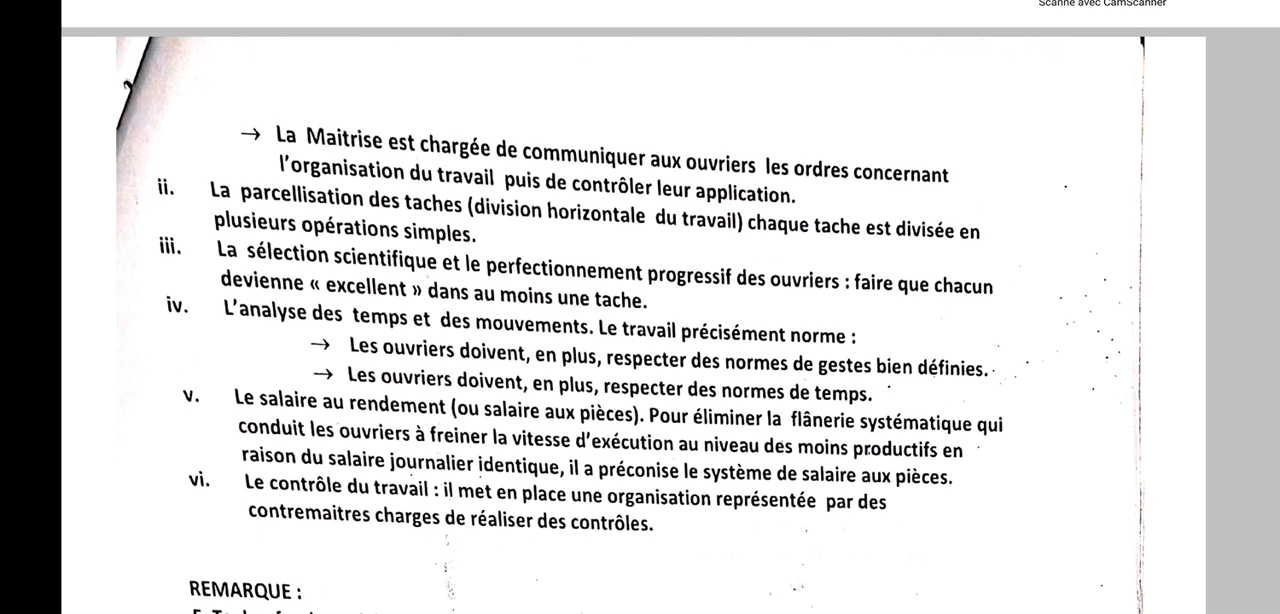 Scanné avec CamScanner
→ La Maitrise est chargée de communiquer aux ouvriers les ordres concernant
l'organisation du travail puis de contrôler leur application.
ii. La parcellisation des taches (division horizontale du travail) chaque tache est divisée en
plusieurs opérations simples.
iii. La sélection scientifique et le perfectionnement progressif des ouvriers : faire que chacun
devienne « excellent » dans au moins une tache.
iv. L'analyse des temps et des mouvements. Le travail précisément norme :
→ Les ouvriers doivent, en plus, respecter des normes de gestes bien définies.
→ Les ouvriers doivent, en plus, respecter des normes de temps.
v. Le salaire au rendement (ou salaire aux pièces). Pour éliminer la flânerie systématique qui
conduit les ouvriers à freiner la vitesse d'exécution au niveau des moins productifs en
raison du salaire journalier identique, il a préconise le système de salaire aux pièces.
vi. Le contrôle du travail : il met en place une organisation représentée par des
contremaitres charges de réaliser des contrôles.
REMARQUE :